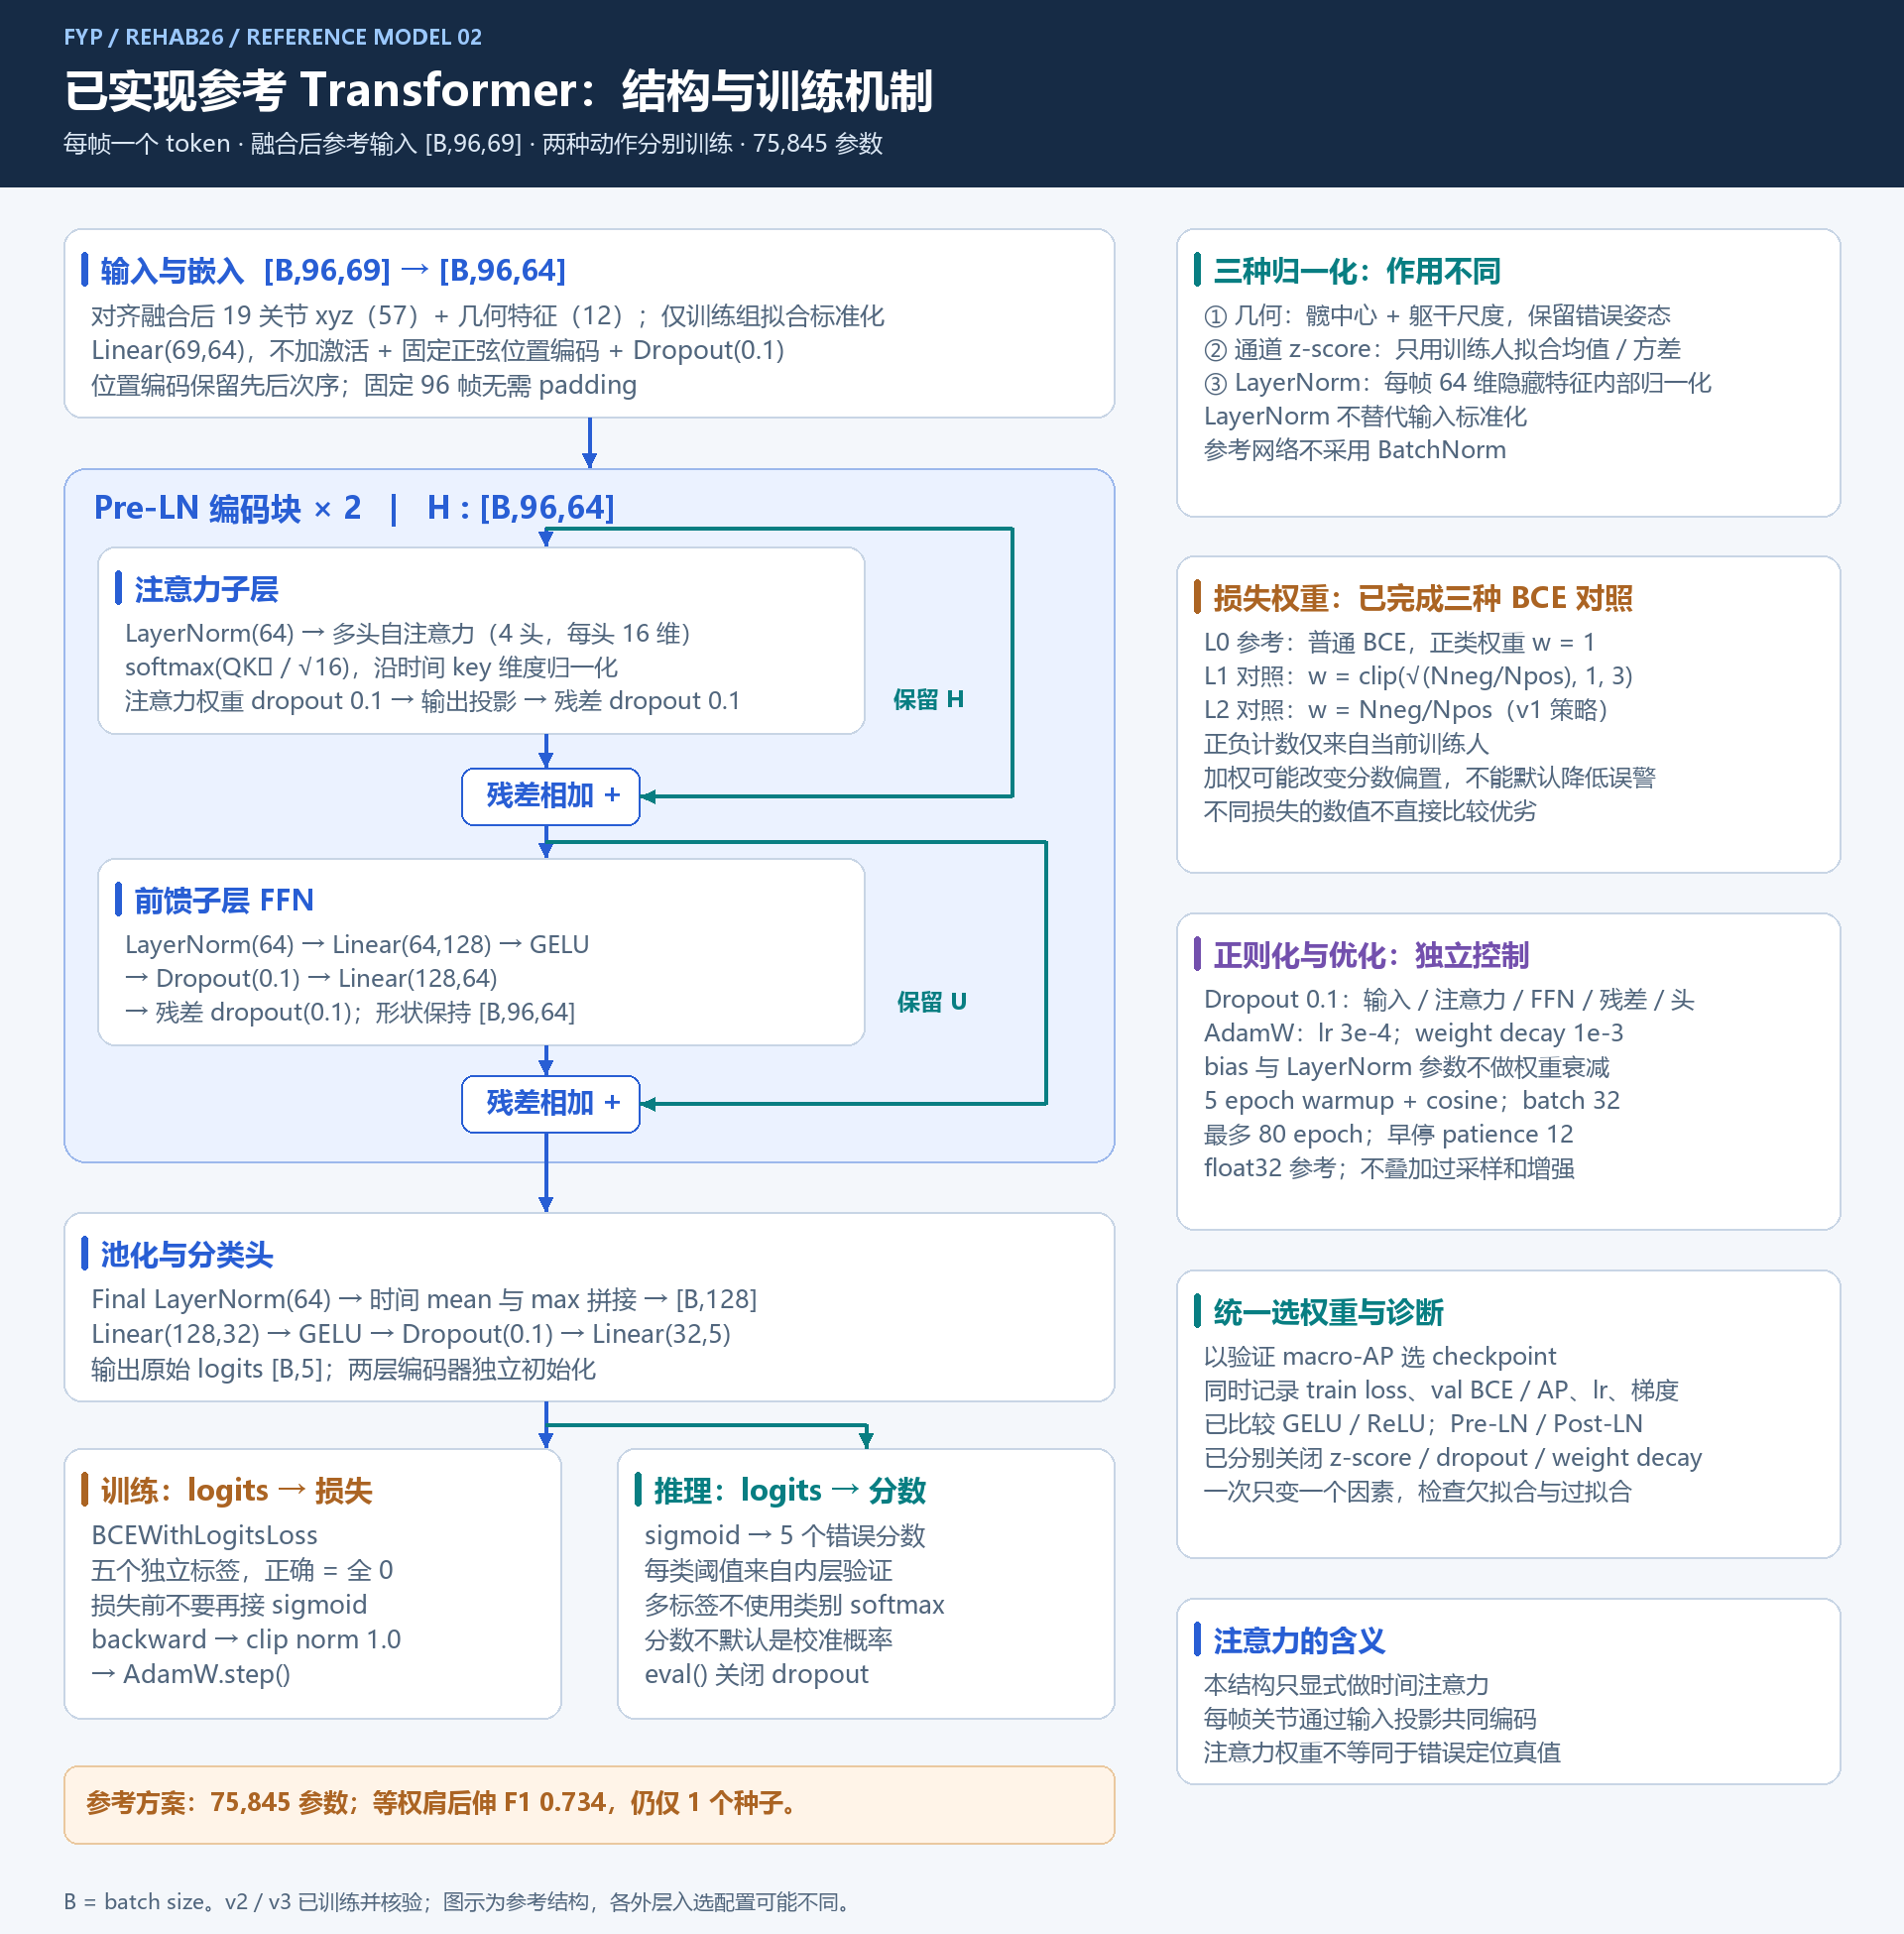 FYP / REHAB26 / REFERENCE MODEL 02
已实现参考 Transformer：结构与训练机制
每帧一个 token · 融合后参考输入 [B,96,69] · 两种动作分别训练 · 75,845 参数
输入与嵌入 [B,96,69] → [B,96,64]
对齐融合后 19 关节 xyz（57）+ 几何特征（12）；仅训练组拟合标准化
Linear(69,64)，不加激活 + 固定正弦位置编码 + Dropout(0.1)
位置编码保留先后次序；固定 96 帧无需 padding
Pre-LN 编码块 × 2 | H : [B,96,64]
注意力子层
LayerNorm(64) → 多头自注意力（4 头，每头 16 维）
softmax(QK□ / √16)，沿时间 key 维度归一化
注意力权重 dropout 0.1 → 输出投影 → 残差 dropout 0.1
保留 H
残差相加 +
前馈子层 FFN
LayerNorm(64) → Linear(64,128) → GELU
→ Dropout(0.1) → Linear(128,64)
→ 残差 dropout(0.1)；形状保持 [B,96,64]
保留 U
残差相加 +
池化与分类头
Final LayerNorm(64) → 时间 mean 与 max 拼接 → [B,128]
Linear(128,32) → GELU → Dropout(0.1) → Linear(32,5)
输出原始 logits [B,5]；两层编码器独立初始化
训练：logits → 损失
BCEWithLogitsLoss
五个独立标签，正确 = 全 0
损失前不要再接 sigmoid
backward → clip norm 1.0
→ AdamW.step()
推理：logits → 分数
sigmoid → 5 个错误分数
每类阈值来自内层验证
多标签不使用类别 softmax
分数不默认是校准概率
eval() 关闭 dropout
参考方案：75,845 参数；等权肩后伸 F1 0.734，仍仅 1 个种子。
三种归一化：作用不同
① 几何：髋中心 + 躯干尺度，保留错误姿态
② 通道 z-score：只用训练人拟合均值 / 方差
③ LayerNorm：每帧 64 维隐藏特征内部归一化
LayerNorm 不替代输入标准化
参考网络不采用 BatchNorm
损失权重：已完成三种 BCE 对照
L0 参考：普通 BCE，正类权重 w = 1
L1 对照：w = clip(√(Nneg/Npos), 1, 3)
L2 对照：w = Nneg/Npos（v1 策略）
正负计数仅来自当前训练人
加权可能改变分数偏置，不能默认降低误警
不同损失的数值不直接比较优劣
正则化与优化：独立控制
Dropout 0.1：输入 / 注意力 / FFN / 残差 / 头
AdamW：lr 3e-4；weight decay 1e-3
bias 与 LayerNorm 参数不做权重衰减
5 epoch warmup + cosine；batch 32
最多 80 epoch；早停 patience 12
float32 参考；不叠加过采样和增强
统一选权重与诊断
以验证 macro-AP 选 checkpoint
同时记录 train loss、val BCE / AP、lr、梯度
已比较 GELU / ReLU；Pre-LN / Post-LN
已分别关闭 z-score / dropout / weight decay
一次只变一个因素，检查欠拟合与过拟合
注意力的含义
本结构只显式做时间注意力
每帧关节通过输入投影共同编码
注意力权重不等同于错误定位真值
B = batch size。v2 / v3 已训练并核验；图示为参考结构，各外层入选配置可能不同。